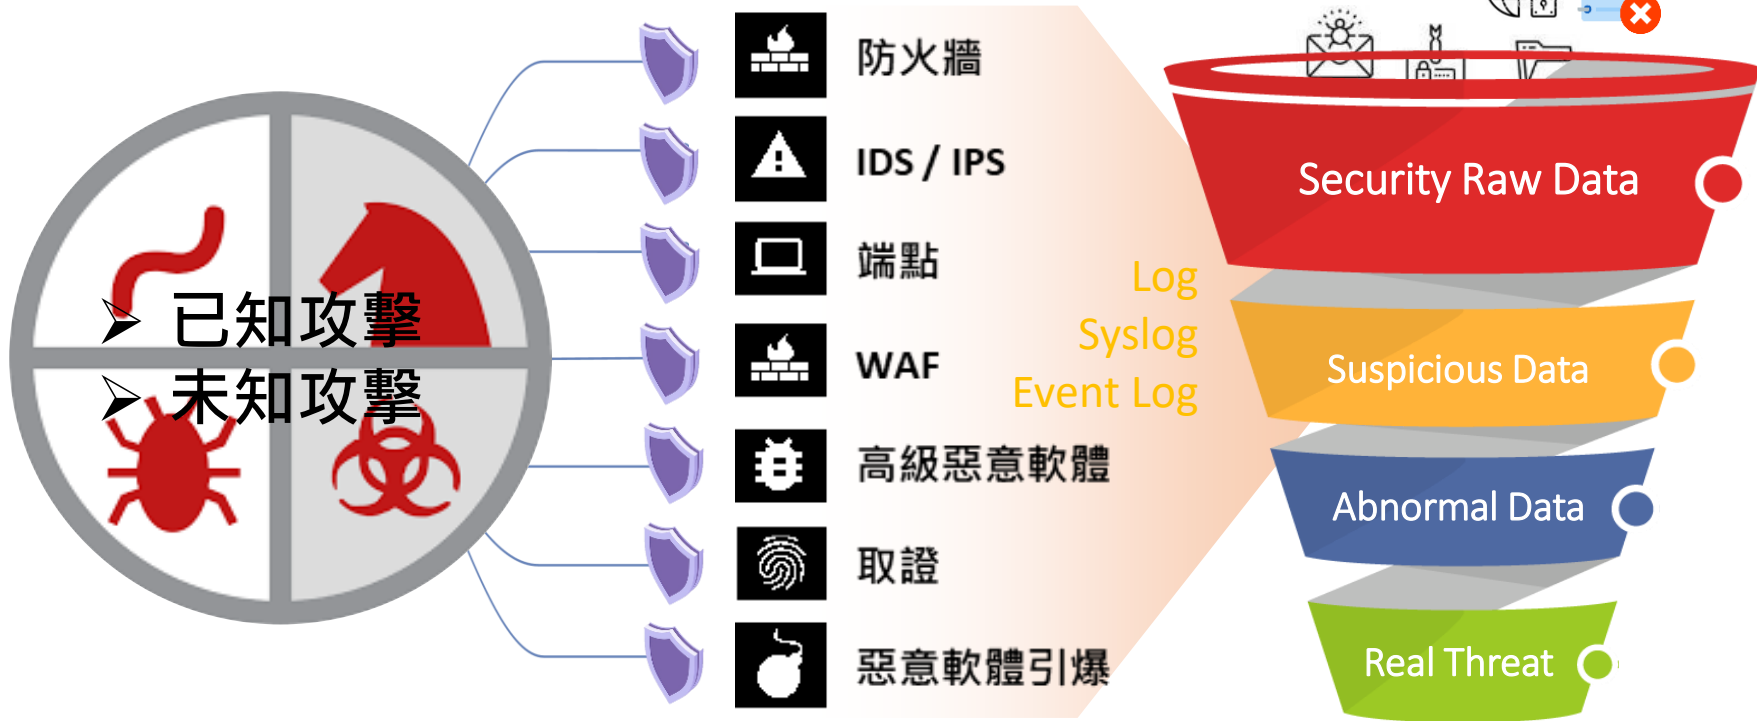 已知攻擊
未知攻擊
防火牆
IDS / IPS
端點
WAF
高級惡意軟體
取證
惡意軟體引爆
Log
Syslog
Event Log
Security Raw Data
Suspicious Data
Abnormal Data
Real Threat